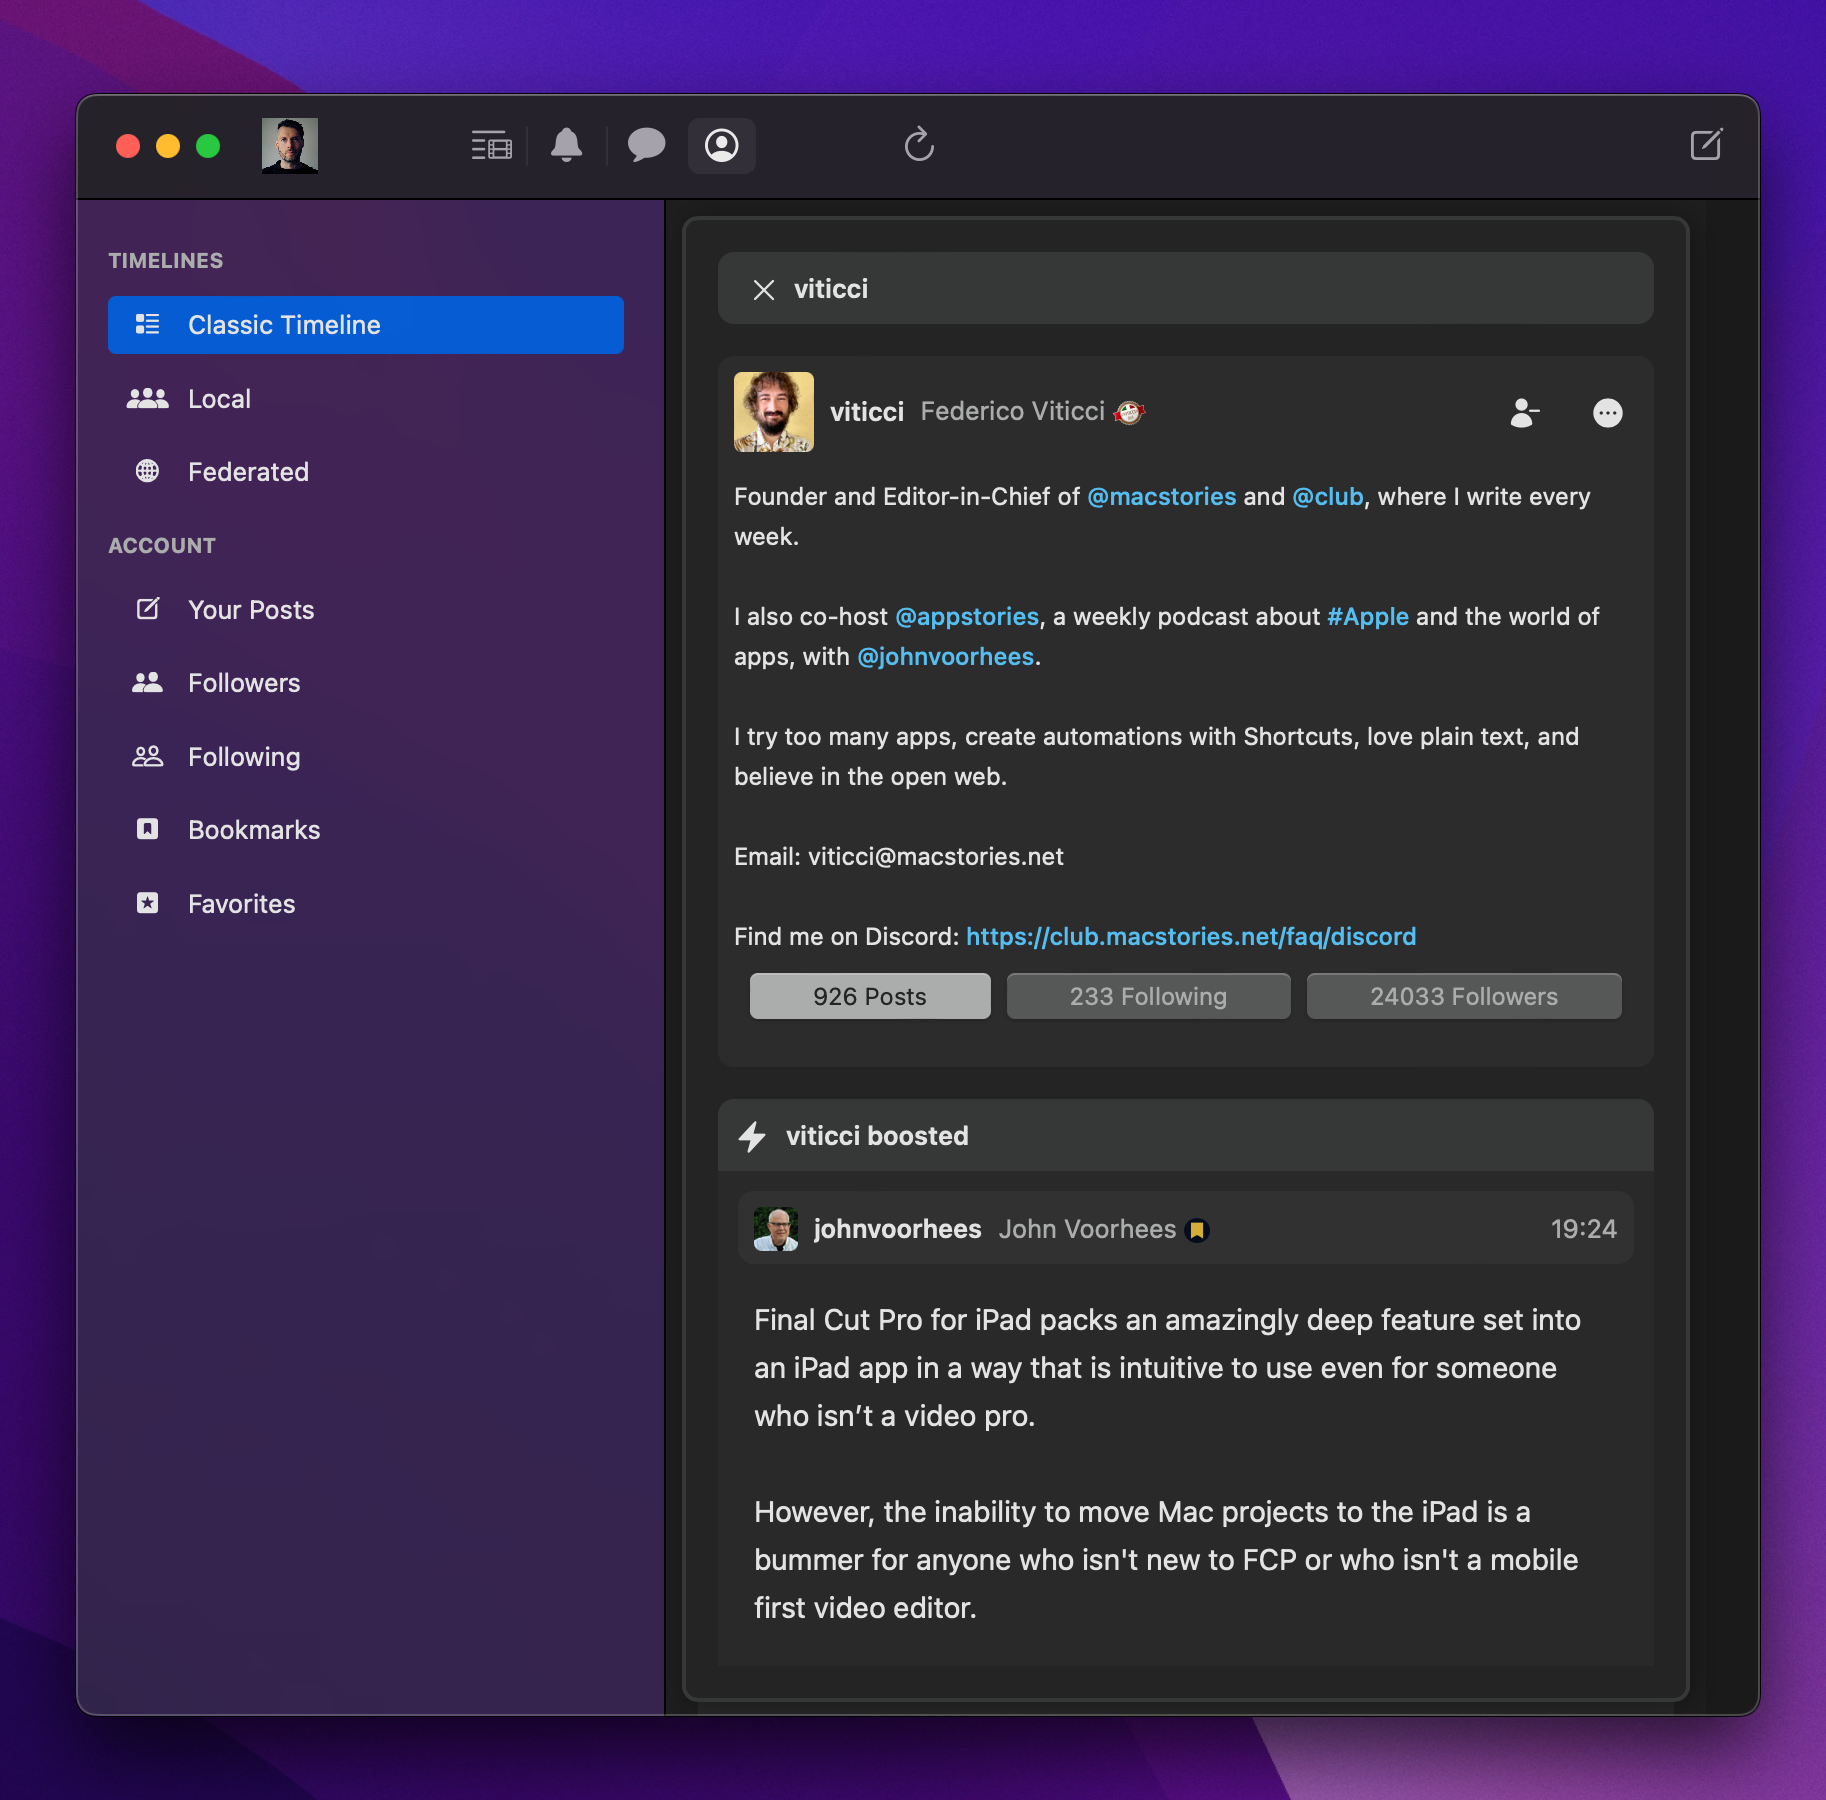 TIMELINES
Classic Timeline
Local
Federated
ACCOUNT
Your Posts
Followers
Following
Bookmarks
Favorites
viticci
viticci Federico Viticci
Founder and Editor-in-Chief of @macstories and @club, where I write every
week.
I also co-host @appstories, a weekly podcast about #Apple and the world of
apps, with @johnvoorhees.
I try too many apps, create automations with Shortcuts, love plain text, and
believe in the open web.
Email: viticci@macstories.net
Find me on Discord: https://club.macstories.net/faq/discord
926 Posts 233 Following 24033 Followers
viticci boosted
johnvoorhees John Voorhees 19:24
Final Cut Pro for iPad packs an amazingly deep feature set into
an iPad app in a way that is intuitive to use even for someone
who isn’t a video pro.
However, the inability to move Mac projects to the iPad is a
bummer for anyone who isn't new to FCP or who isn't a mobile
first video editor.